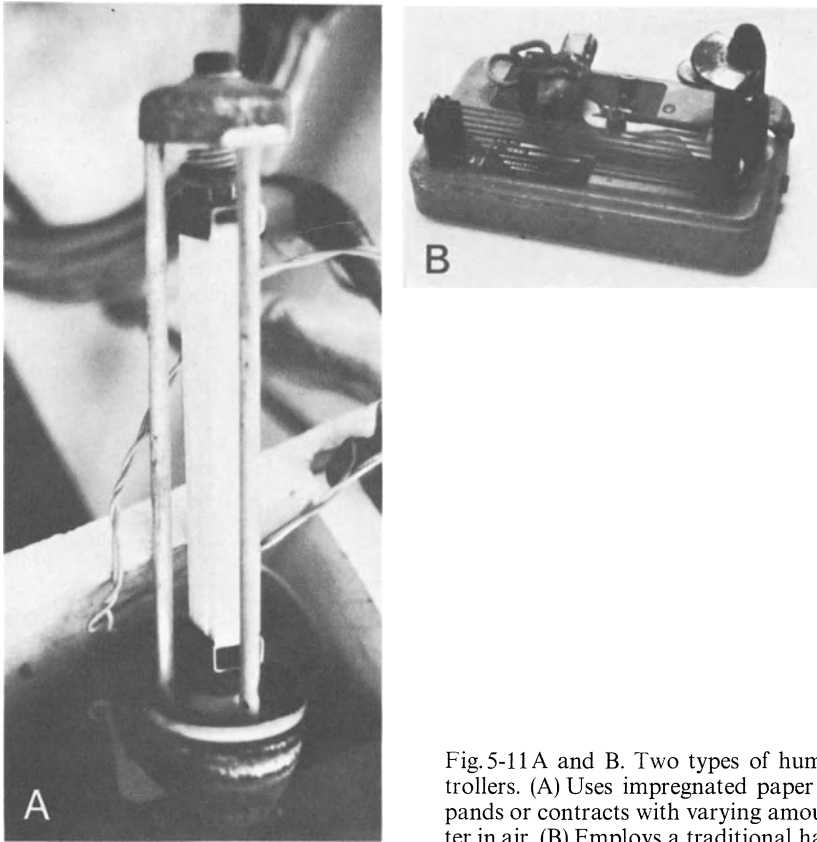 A
B
Fig. 5-11 A and B. Two types of hum
trollers. (A) Uses impregnated paper
pands or contracts with varying amou
ter in air. (B) Employs a traditional ha